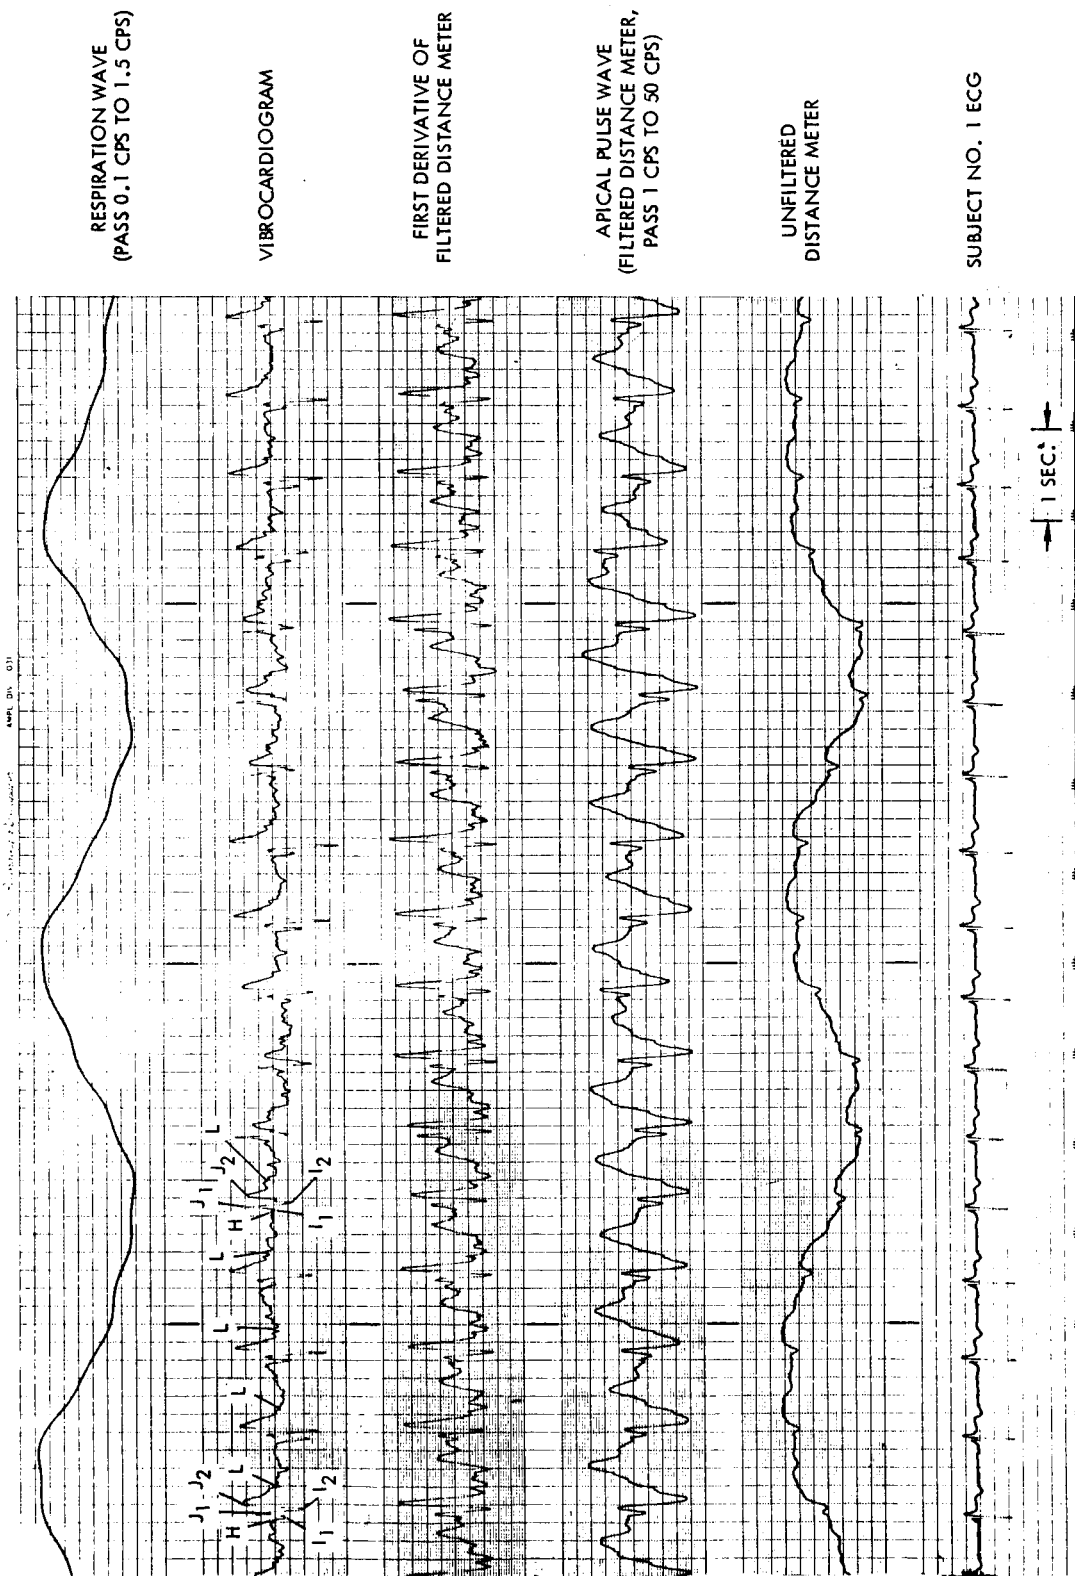 RESPIRATION WAVE
(PASS 0.1 CPS TO 1.5 CPS)
VIBROCARDIOGRAM
FIRST DERIVATIVE OF
FILTERED DISTANCE METER
APICAL PULSE WAVE
(FILTERED DISTANCE METER,
PASS 1 CPS TO 50 CPS)
UNFILTERED
DISTANCE METER
SUBJECT NO. 1 ECG
J1 J2
H
L
I1
I2
L
L
L
J1
J2
H
L
I1
I2
1 SEC.